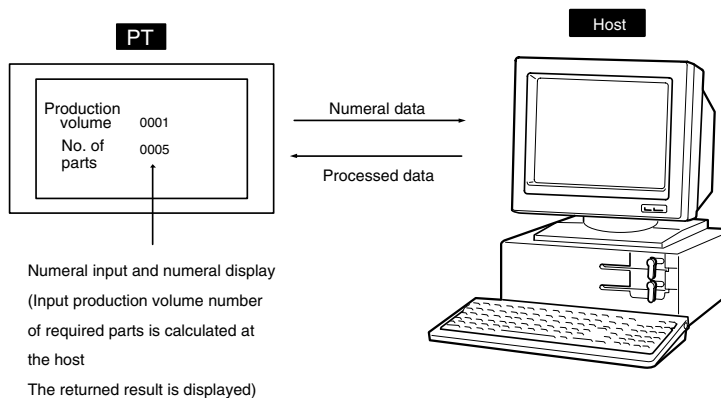 PT
Host
Production
volume 0001
No. of
parts 0005
Numeral data
Processed data
Numeral input and numeral display
(Input production volume number
of required parts is calculated at
the host
The returned result is displayed)